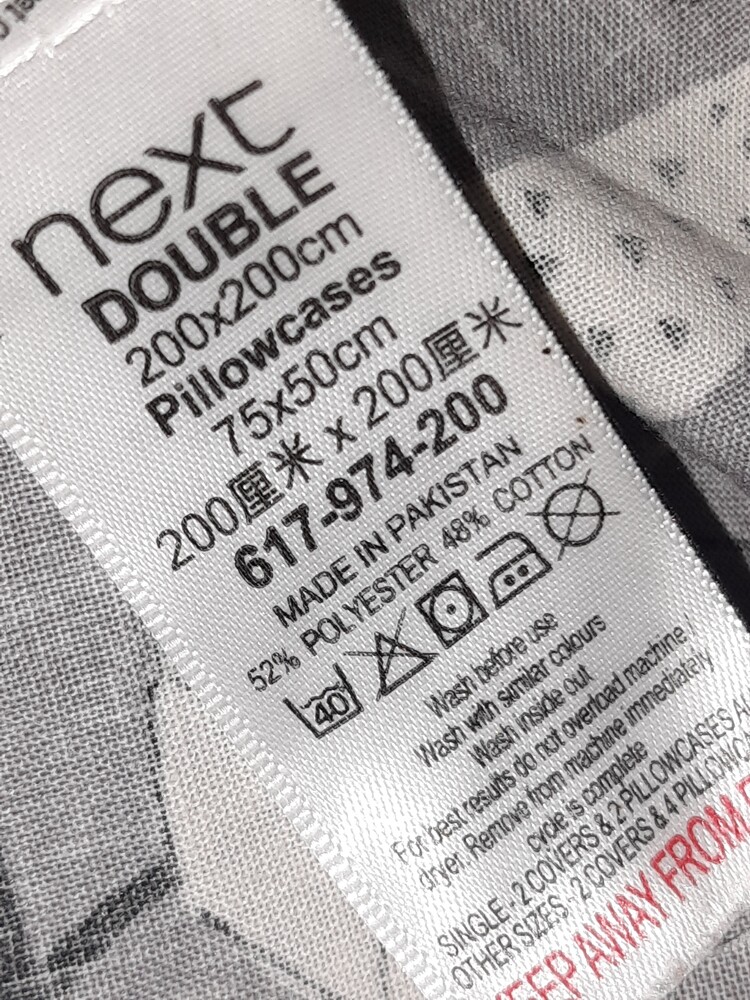 next
DOUBLE
200x200cm
Pillowcases
75x50cm
200厘米 x 200厘米
617-974-200
MADE IN PAKISTAN
52% POLYESTER 48% COTTON
40
Wash before use
Wash with similar colours
Wash inside out
For best results do not overload machine /
dryer. Remove from machine immediately
cycle is complete
SINGLE - 2 COVERS & 2 PILLOWCASES
OTHER SIZES - 2 COVERS & 4
AWAY FROM